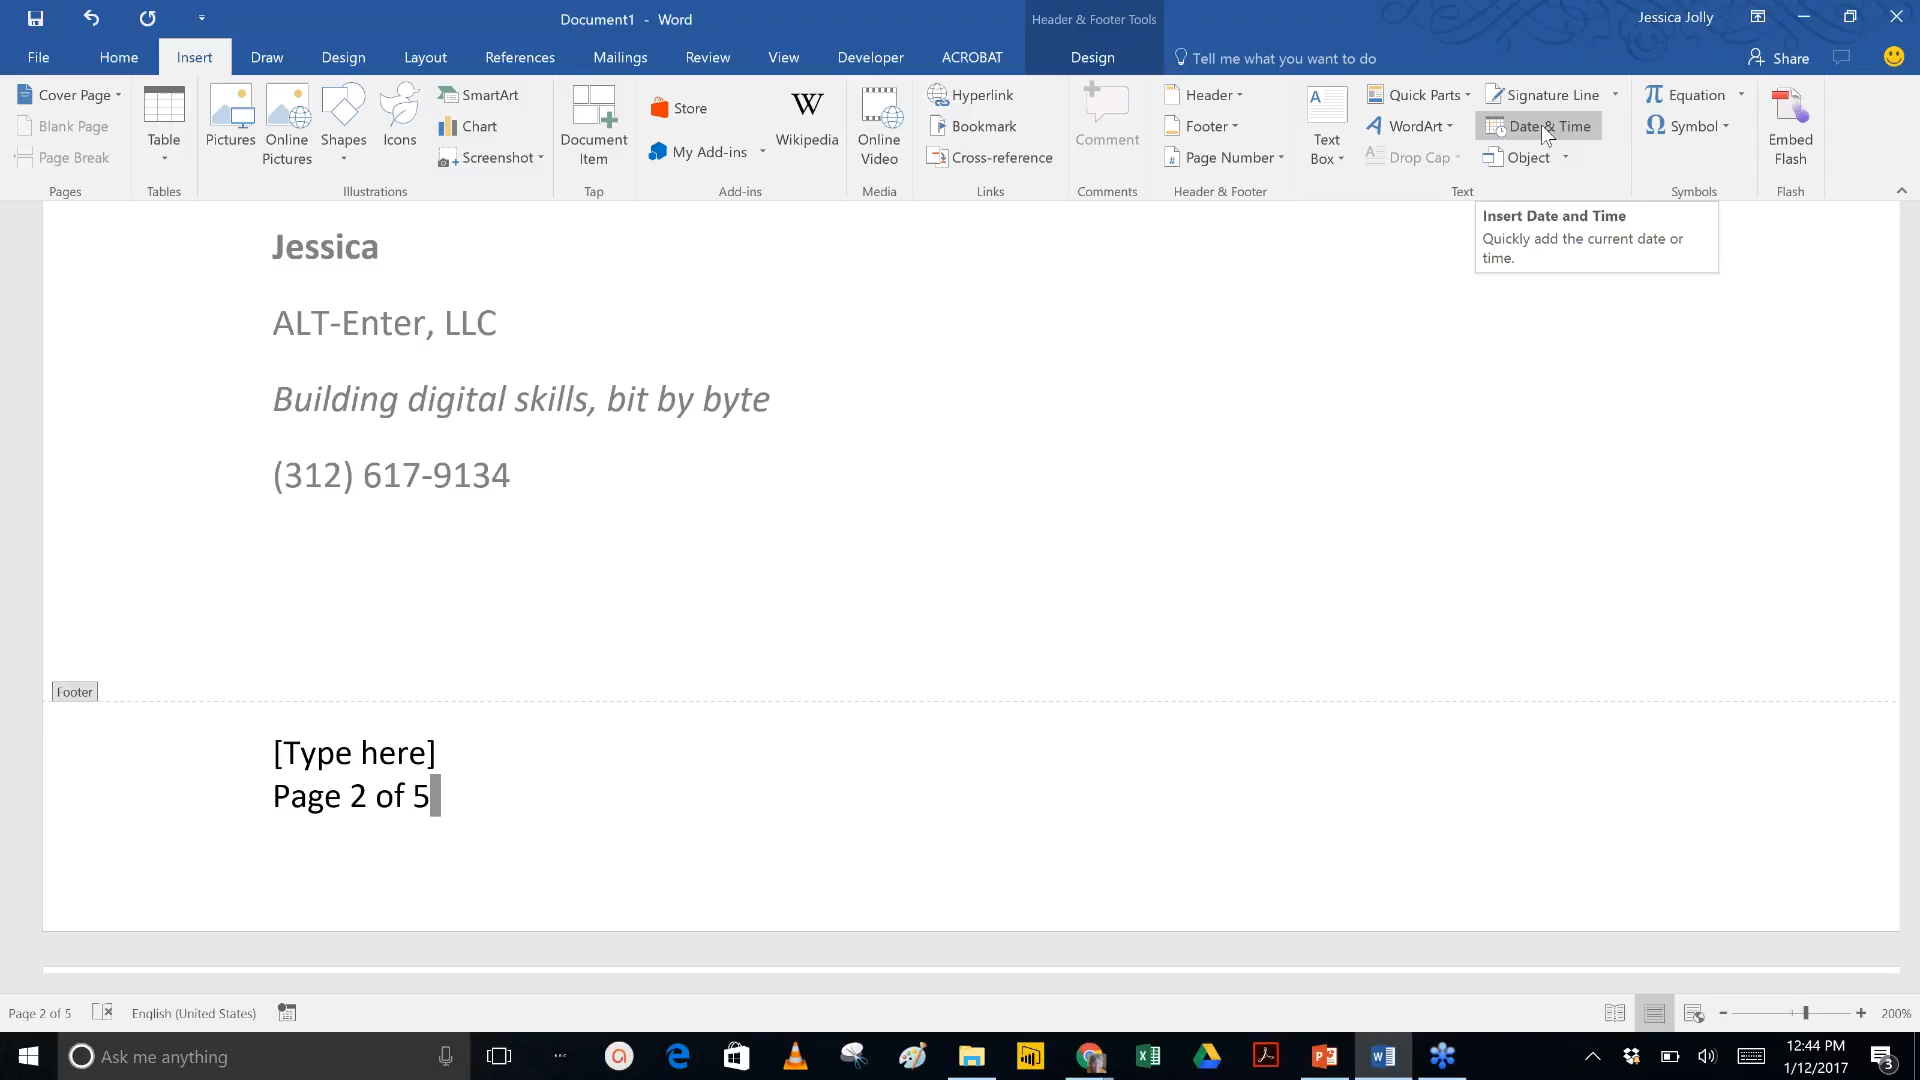 Document1 - Word
Header & Footer Tools
Jessica Jolly
File
Home
Insert
Draw
Design
Layout
References
Mailings
Review
View
Developer
ACROBAT
Design
Tell me what you want to do
Share
Cover Page
Blank Page
Page Break
Pages
Table
Tables
Pictures
Online
Pictures
Shapes
Icons
SmartArt
Chart
Screenshot
Illustrations
Document
Item
Tap
Store
My Add-ins
W
Wikipedia
Add-ins
Online
Video
Media
Hyperlink
Bookmark
Cross-reference
Links
Comment
Comments
Header
Footer
Page Number
Header & Footer
Text
Box
Quick Parts
WordArt
Drop Cap
Signature Line
Date & Time
Object
Text
Equation
Symbol
Symbols
Embed
Flash
Flash
Insert Date and Time
Quickly add the current date or
time.
Jessica
ALT-Enter, LLC
Building digital skills, bit by byte
(312) 617-9134
Footer
[Type here]
Page 2 of 5
Page 2 of 5
English (United States)
200%
Ask me anything
12:44 PM
1/12/2017
3